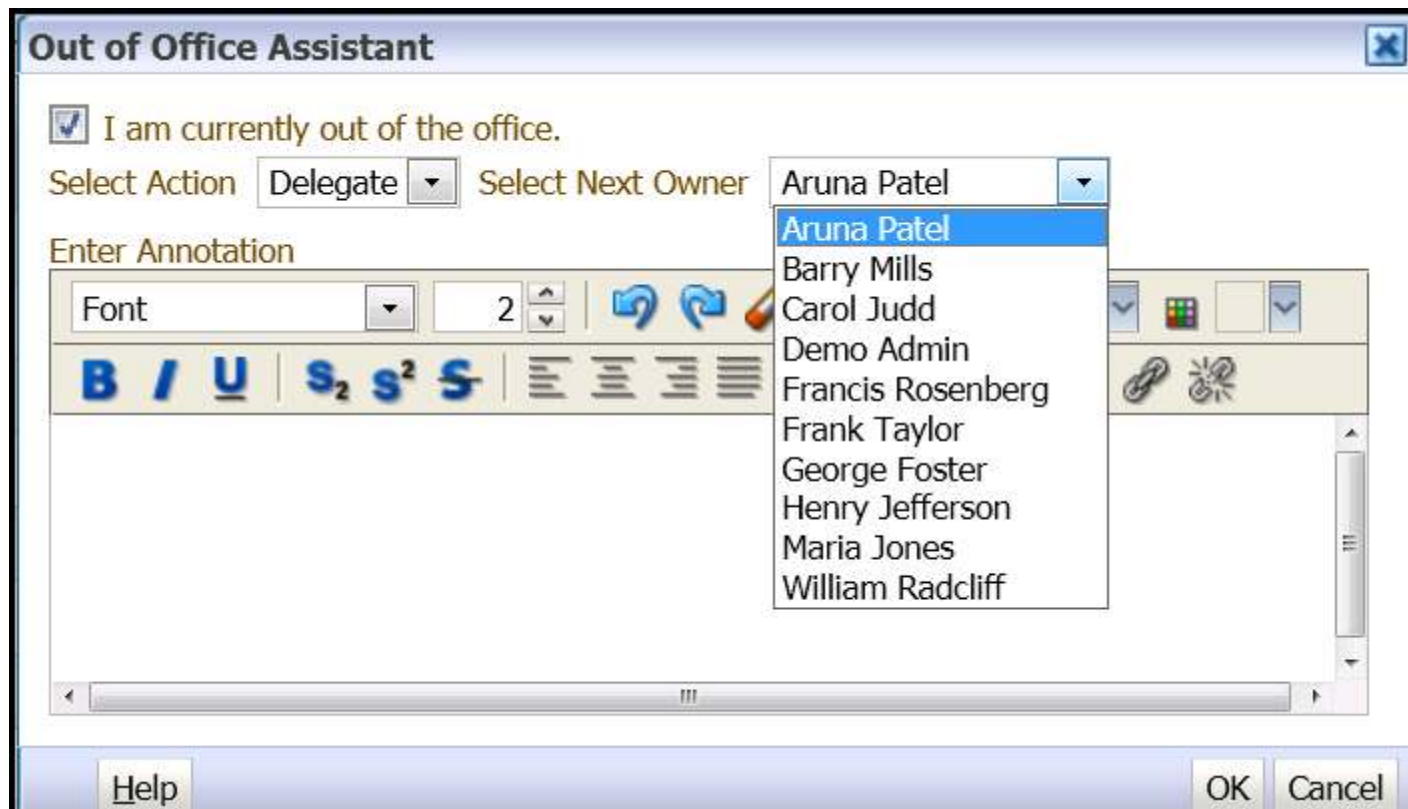 Out of Office Assistant
I am currently out of the office.
Select Action Delegate Select Next Owner Aruna Patel
Aruna Patel
Enter Annotation
Barry Mills
Font 2
Carol Judd
Demo Admin
B I U S2 S² S
Francis Rosenberg
Frank Taylor
George Foster
Henry Jefferson
Maria Jones
William Radcliff
Help OK Cancel